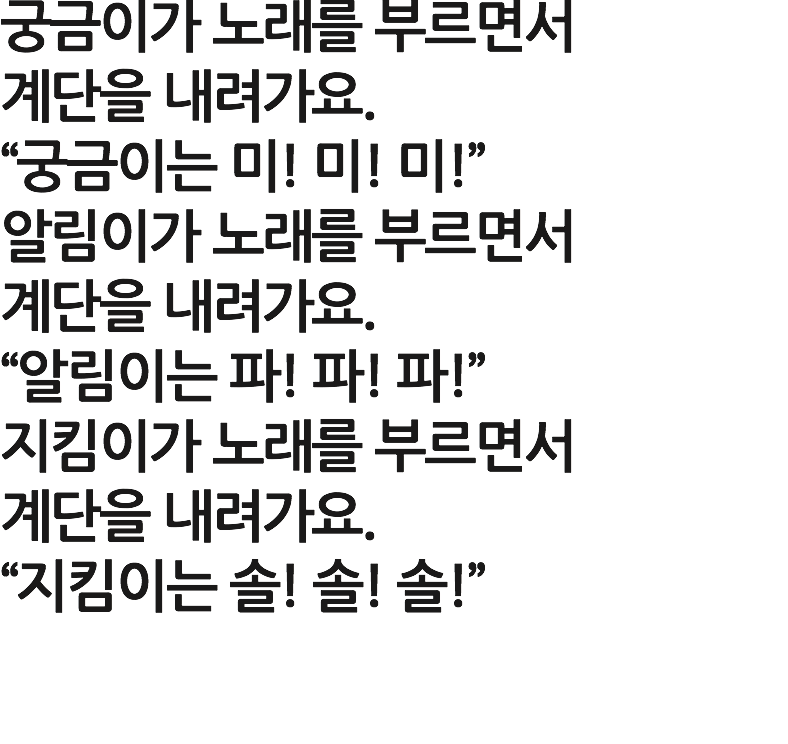 궁금이가 노래를 부르면서
계단을 내려가요.
“궁금이는 미! 미! 미!”
알림이가 노래를 부르면서
계단을 내려가요.
“알림이는 파! 파! 파!”
지킴이가 노래를 부르면서
계단을 내려가요.
“지킴이는 솔! 솔! 솔!”